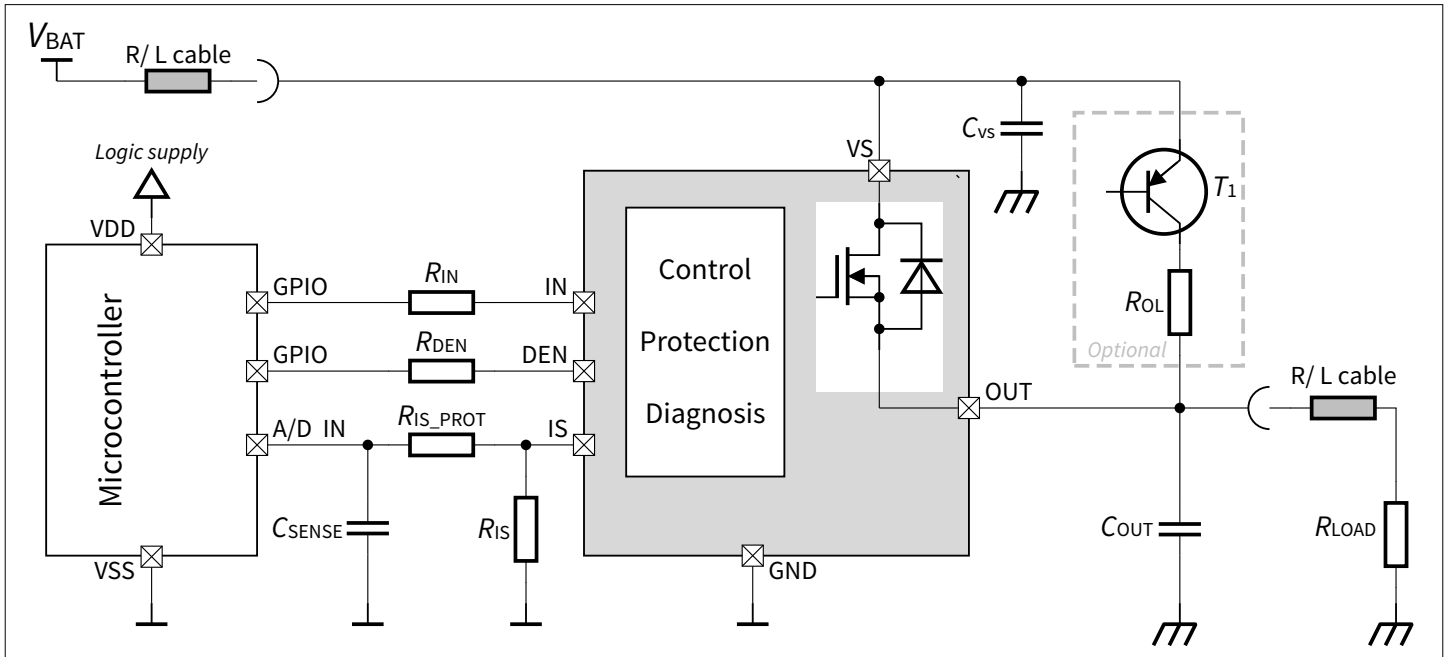 VBAT
R/ L cable
Logic supply
VDD
Microcontroller
VSS
GPIO
RIN
IN
GPIO
RDEN
DEN
A/D IN
RIS_PROT
IS
CSENSE
RIS
Control
Protection
Diagnosis
VS
GND
OUT
Cvs
T1
ROL
Optional
R/ L cable
COUT
RLOAD